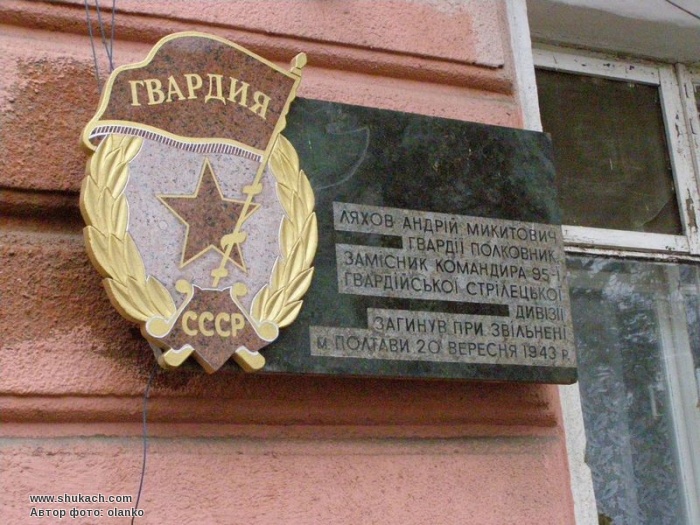 ГВАРДИЯ
СССР
ЛЯХОВ АНДРІЙ МИКИТОВИЧ
ГВАРДІЇ ПОЛКОВНИК
ЗАМІСНИК КОМАНДИРА 95-Ї
ГВАРДІЙСЬКОЇ СТРІЛЕЦЬКОЇ
ДИВІЗІЇ
ЗАГИНУВ ПРИ ЗВІЛЬНЕНІ
м. ПОЛТАВИ 20 ВЕРЕСНЯ 1943 р.
www.shukach.com
Автор фото: olanko